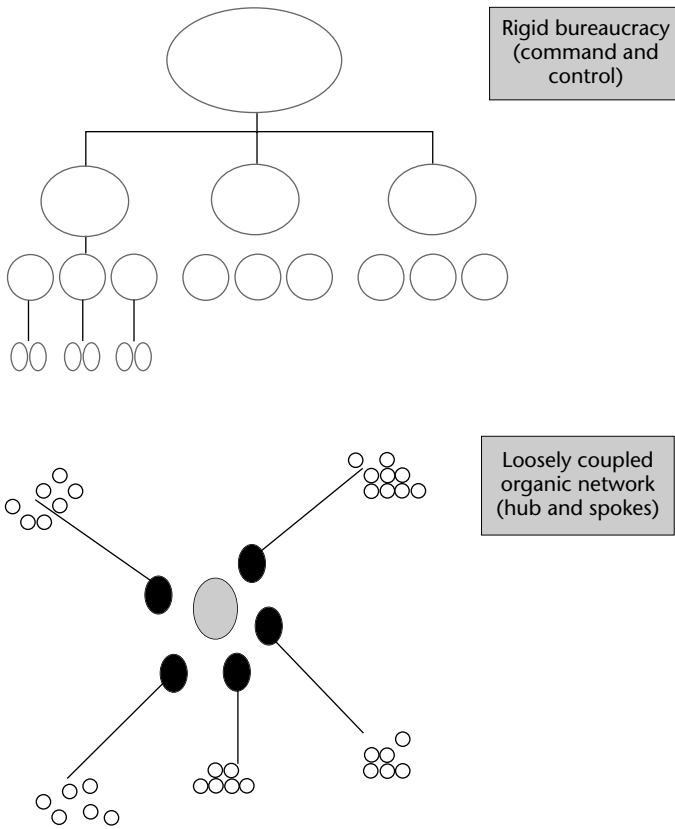 Rigid bureaucracy
(command and
control)
Loosely coupled
organic network
(hub and spokes)